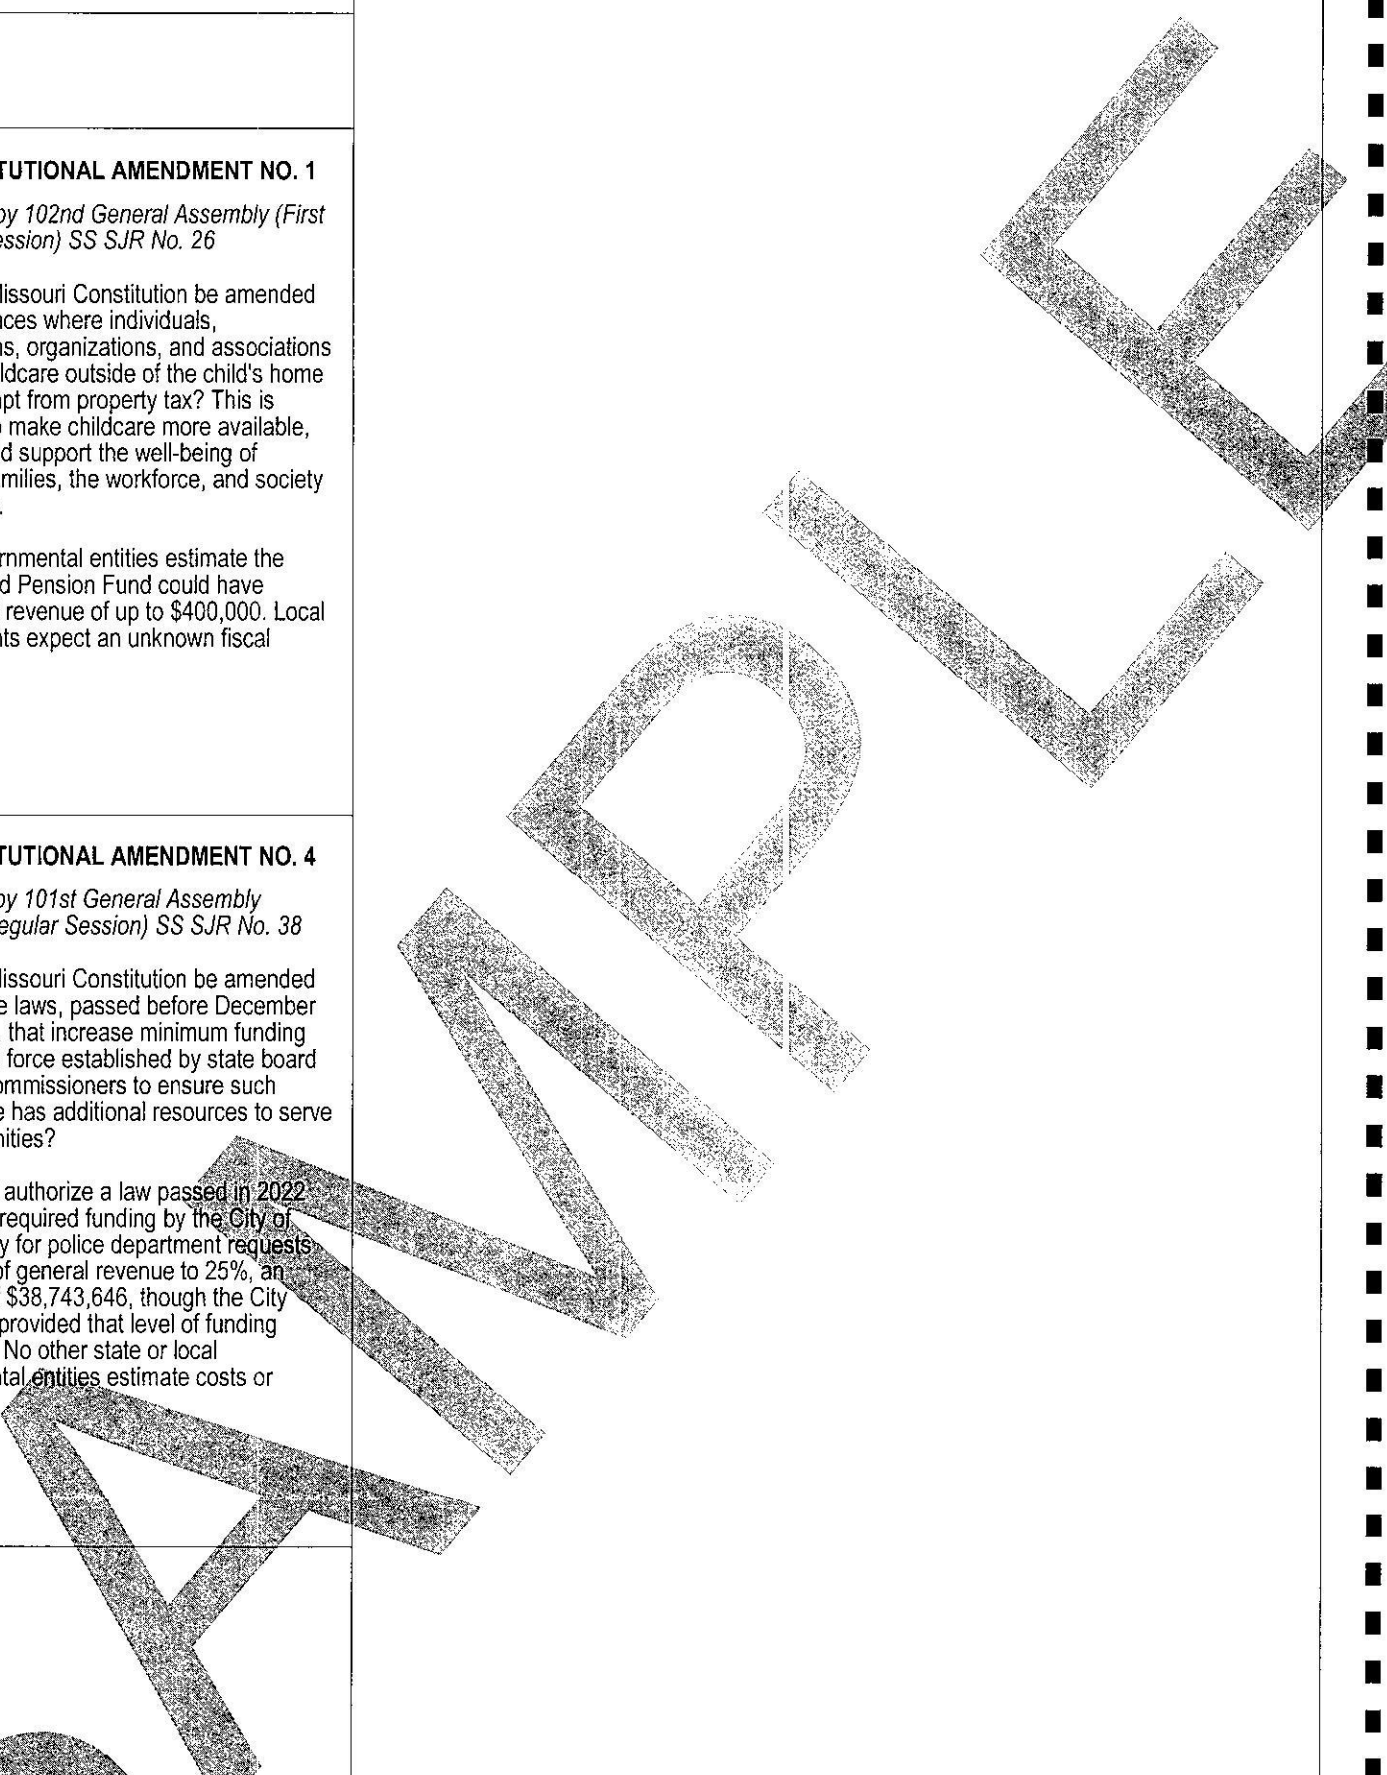 TUTIONAL AMENDMENT NO. 1
by 102nd General Assembly (First
ession) SS SJR No. 26
issouri Constitution be amended
ces where individuals,
s, organizations, and associations
ldcare outside of the child's home
pt from property tax? This is
make childcare more available,
d support the well-being of
milies, the workforce, and society
.
rnmental entities estimate the
d Pension Fund could have
revenue of up to $400,000. Local
ts expect an unknown fiscal
TUTIONAL AMENDMENT NO. 4
by 101st General Assembly
egular Session) SS SJR No. 38
issouri Constitution be amended
e laws, passed before December
that increase minimum funding
force established by state board
ommissioners to ensure such
e has additional resources to serve
nities?
authorize a law passed in 2022
required funding by the City of
y for police department requests
of general revenue to 25%, an
$38,743,646, though the City
provided that level of funding
No other state or local
tal entities estimate costs or
SAMPLE